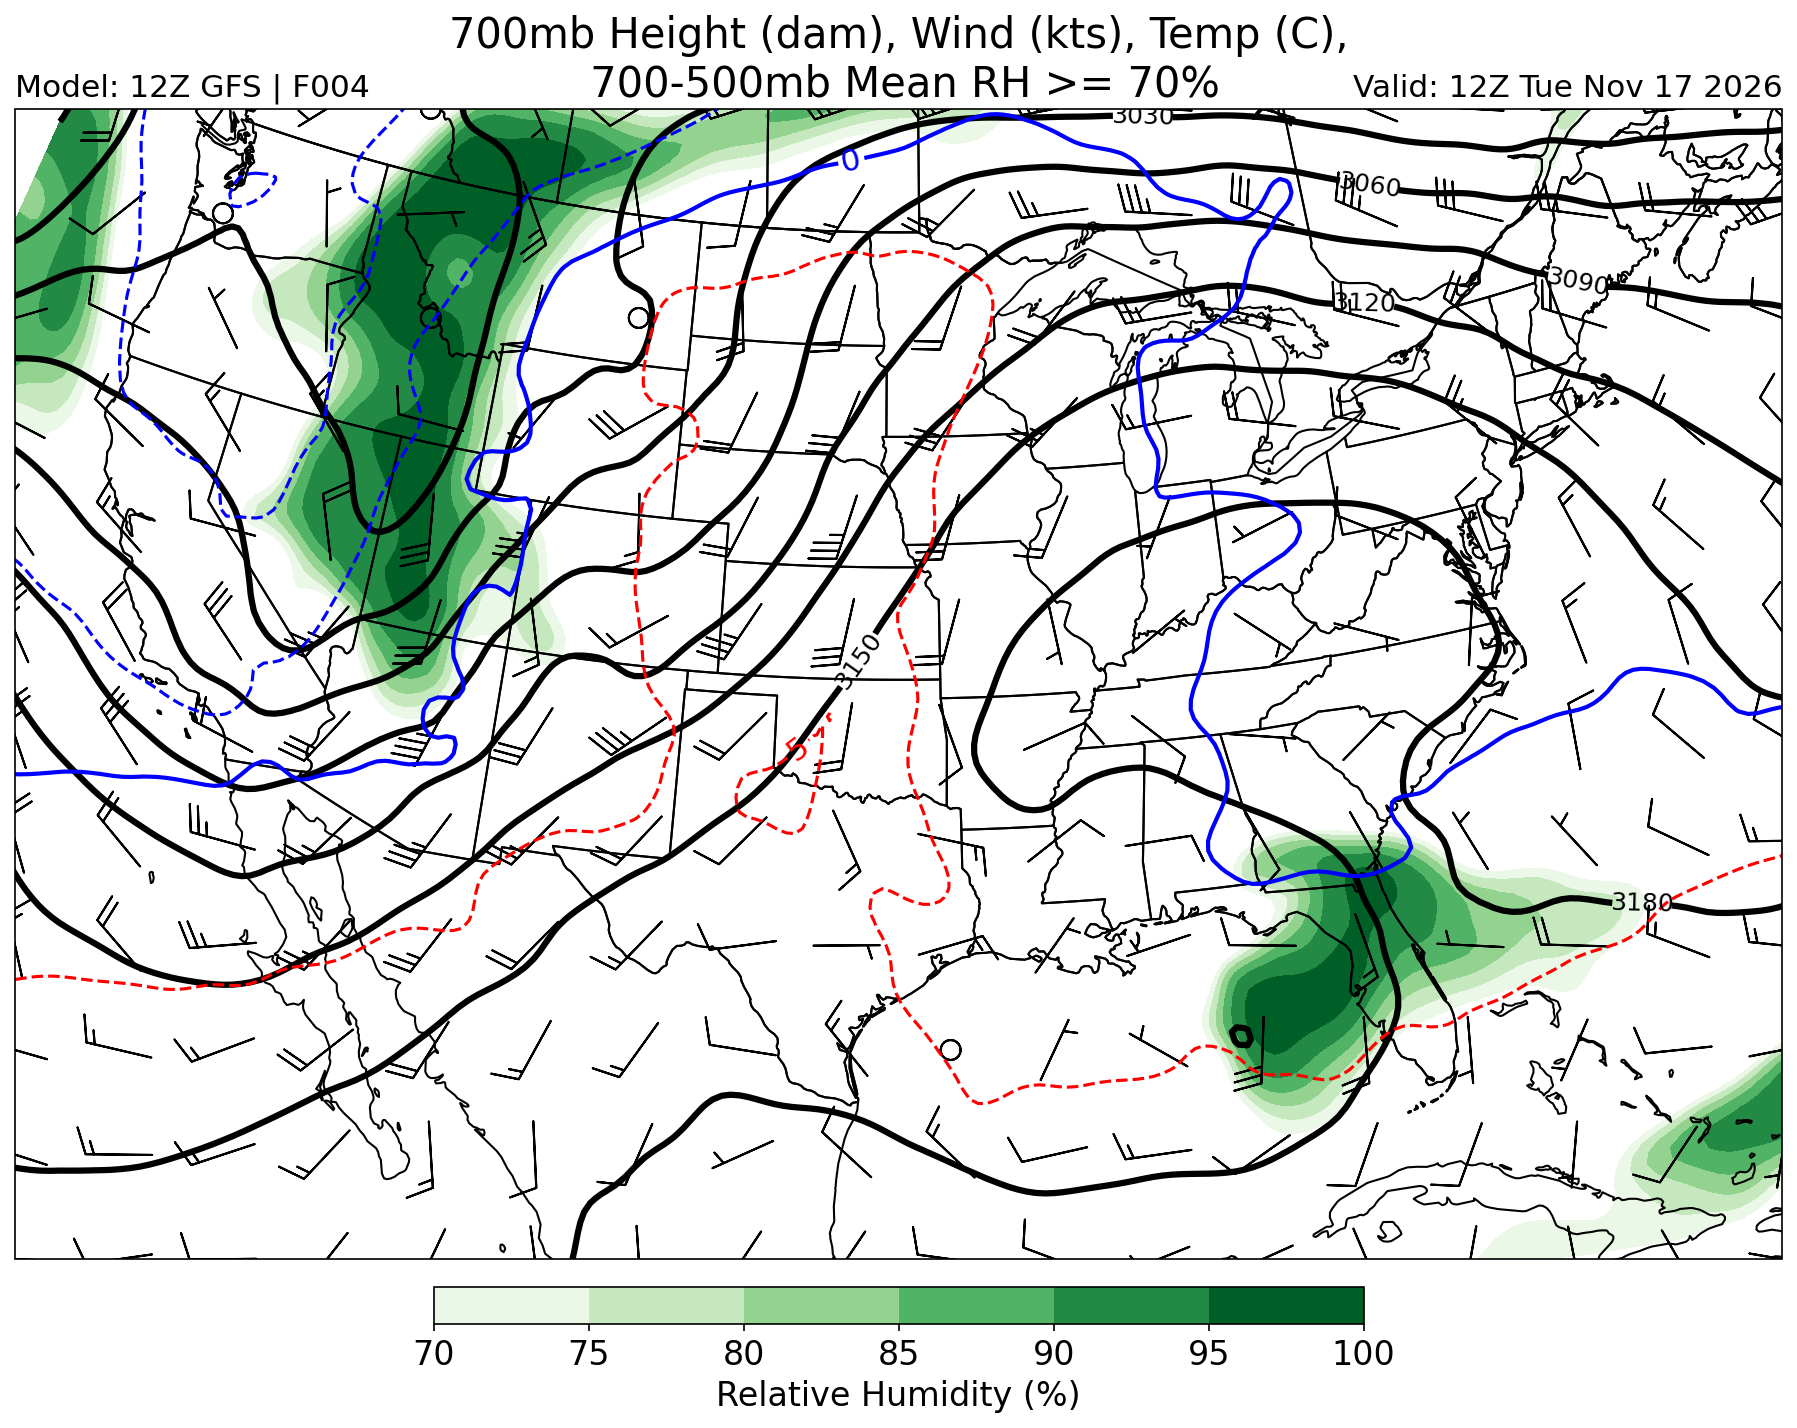 700mb Height (dam), Wind (kts), Temp (C),
Model: 12Z GFS | F004
700-500mb Mean RH >= 70%
Valid: 12Z Tue Nov 17 2026
3030
0
3060
3090
3120
3150
5
3180
70 75 80 85 90 95 100
Relative Humidity (%)